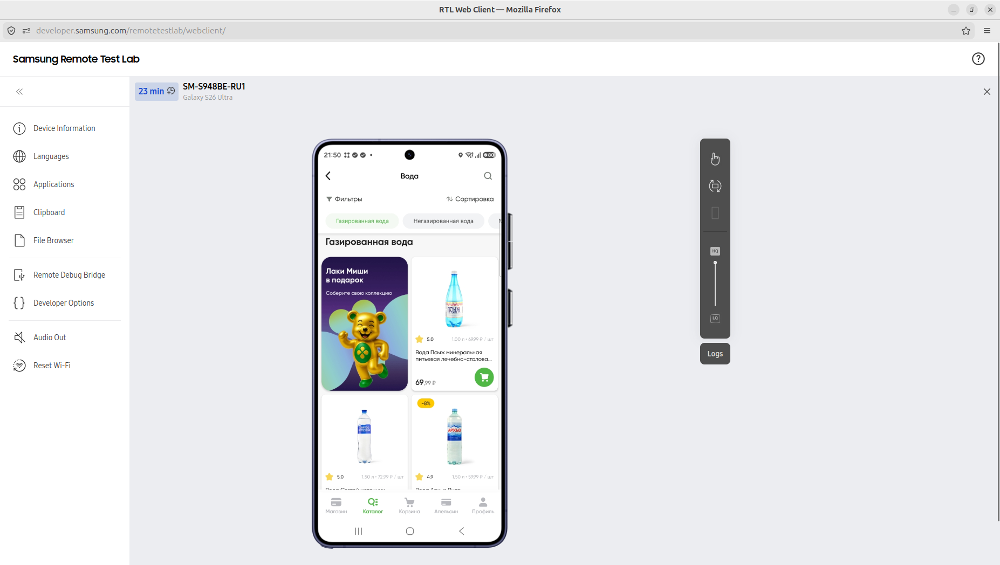 RTL Web Client — Mozilla Firefox
developer.samsung.com/remotetestlab/webclient/
Samsung Remote Test Lab
23 min
SM-S948BE-RU1
Galaxy S26 Ultra
Device Information
Languages
Applications
Clipboard
File Browser
Remote Debug Bridge
Developer Options
Audio Out
Reset Wi-Fi
21:50
80
Вода
Фильтры
Сортировка
Газированная вода
Негазированная вода
Газированная вода
Лаки Миши
в подарок
Соберите свою коллекцию
ПСЫЖ
5.0
1.00 л • 69.99 ₽ / шт
Вода Псыж минеральная
питьевая лечебно-столова...
69,99 ₽
-8%
СВЯТОЙ
ИСТОЧНИК
АРХЫЗ
5.0
1.50 л • 72.99 ₽ / шт
4.9
1.50 л • 59.99 ₽ / шт
Магазин
Каталог
Корзина
Апельсин
Профиль
HQ
LQ
Logs